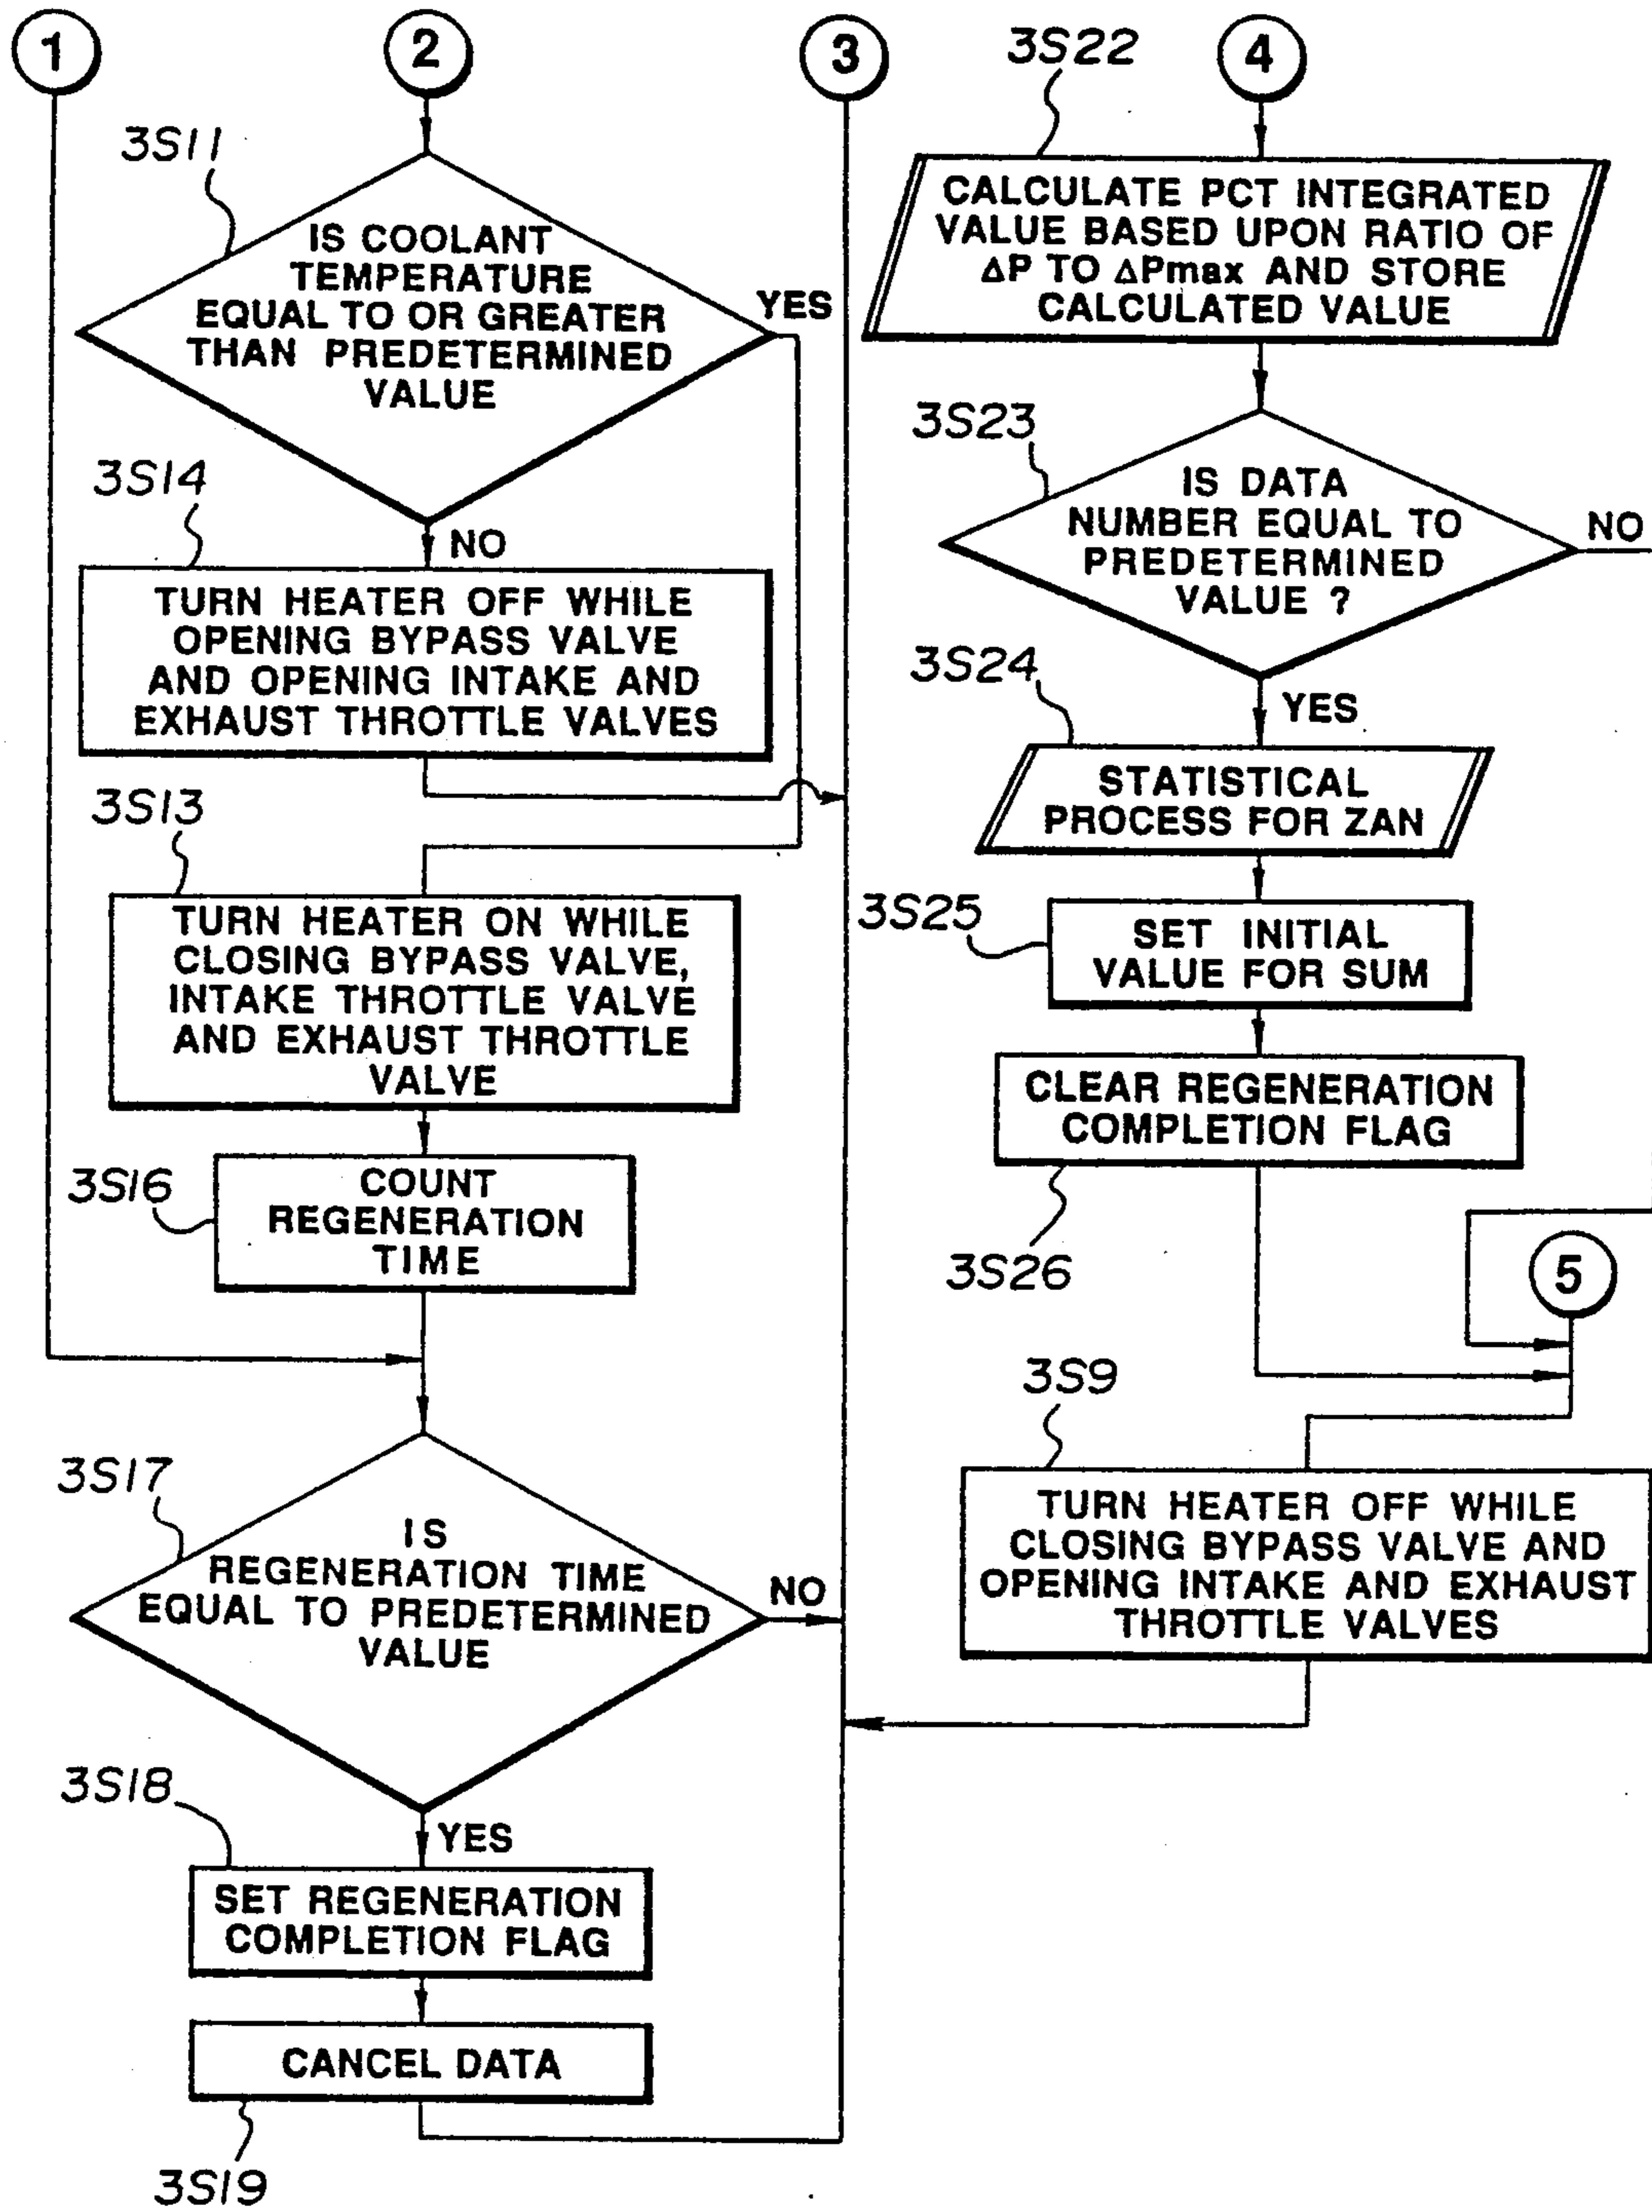 1
2
3
3S22
4
3S11
IS COOLANT
TEMPERATURE
EQUAL TO OR GREATER
THAN PREDETERMINED
VALUE
YES
NO
3S14
TURN HEATER OFF WHILE
OPENING BYPASS VALVE
AND OPENING INTAKE AND
EXHAUST THROTTLE VALVES
3S13
TURN HEATER ON WHILE
CLOSING BYPASS VALVE,
INTAKE THROTTLE VALVE
AND EXHAUST THROTTLE
VALVE
3S16
COUNT
REGENERATION
TIME
3S17
IS
REGENERATION TIME
EQUAL TO PREDETERMINED
VALUE
NO
YES
3S18
SET REGENERATION
COMPLETION FLAG
CANCEL DATA
3S19
CALCULATE PCT INTEGRATED
VALUE BASED UPON RATIO OF
ΔP TO ΔPmax AND STORE
CALCULATED VALUE
3S23
IS DATA
NUMBER EQUAL TO
PREDETERMINED
VALUE ?
NO
YES
3S24
STATISTICAL
PROCESS FOR ZAN
3S25
SET INITIAL
VALUE FOR SUM
CLEAR REGENERATION
COMPLETION FLAG
3S26
5
3S9
TURN HEATER OFF WHILE
CLOSING BYPASS VALVE AND
OPENING INTAKE AND EXHAUST
THROTTLE VALVES